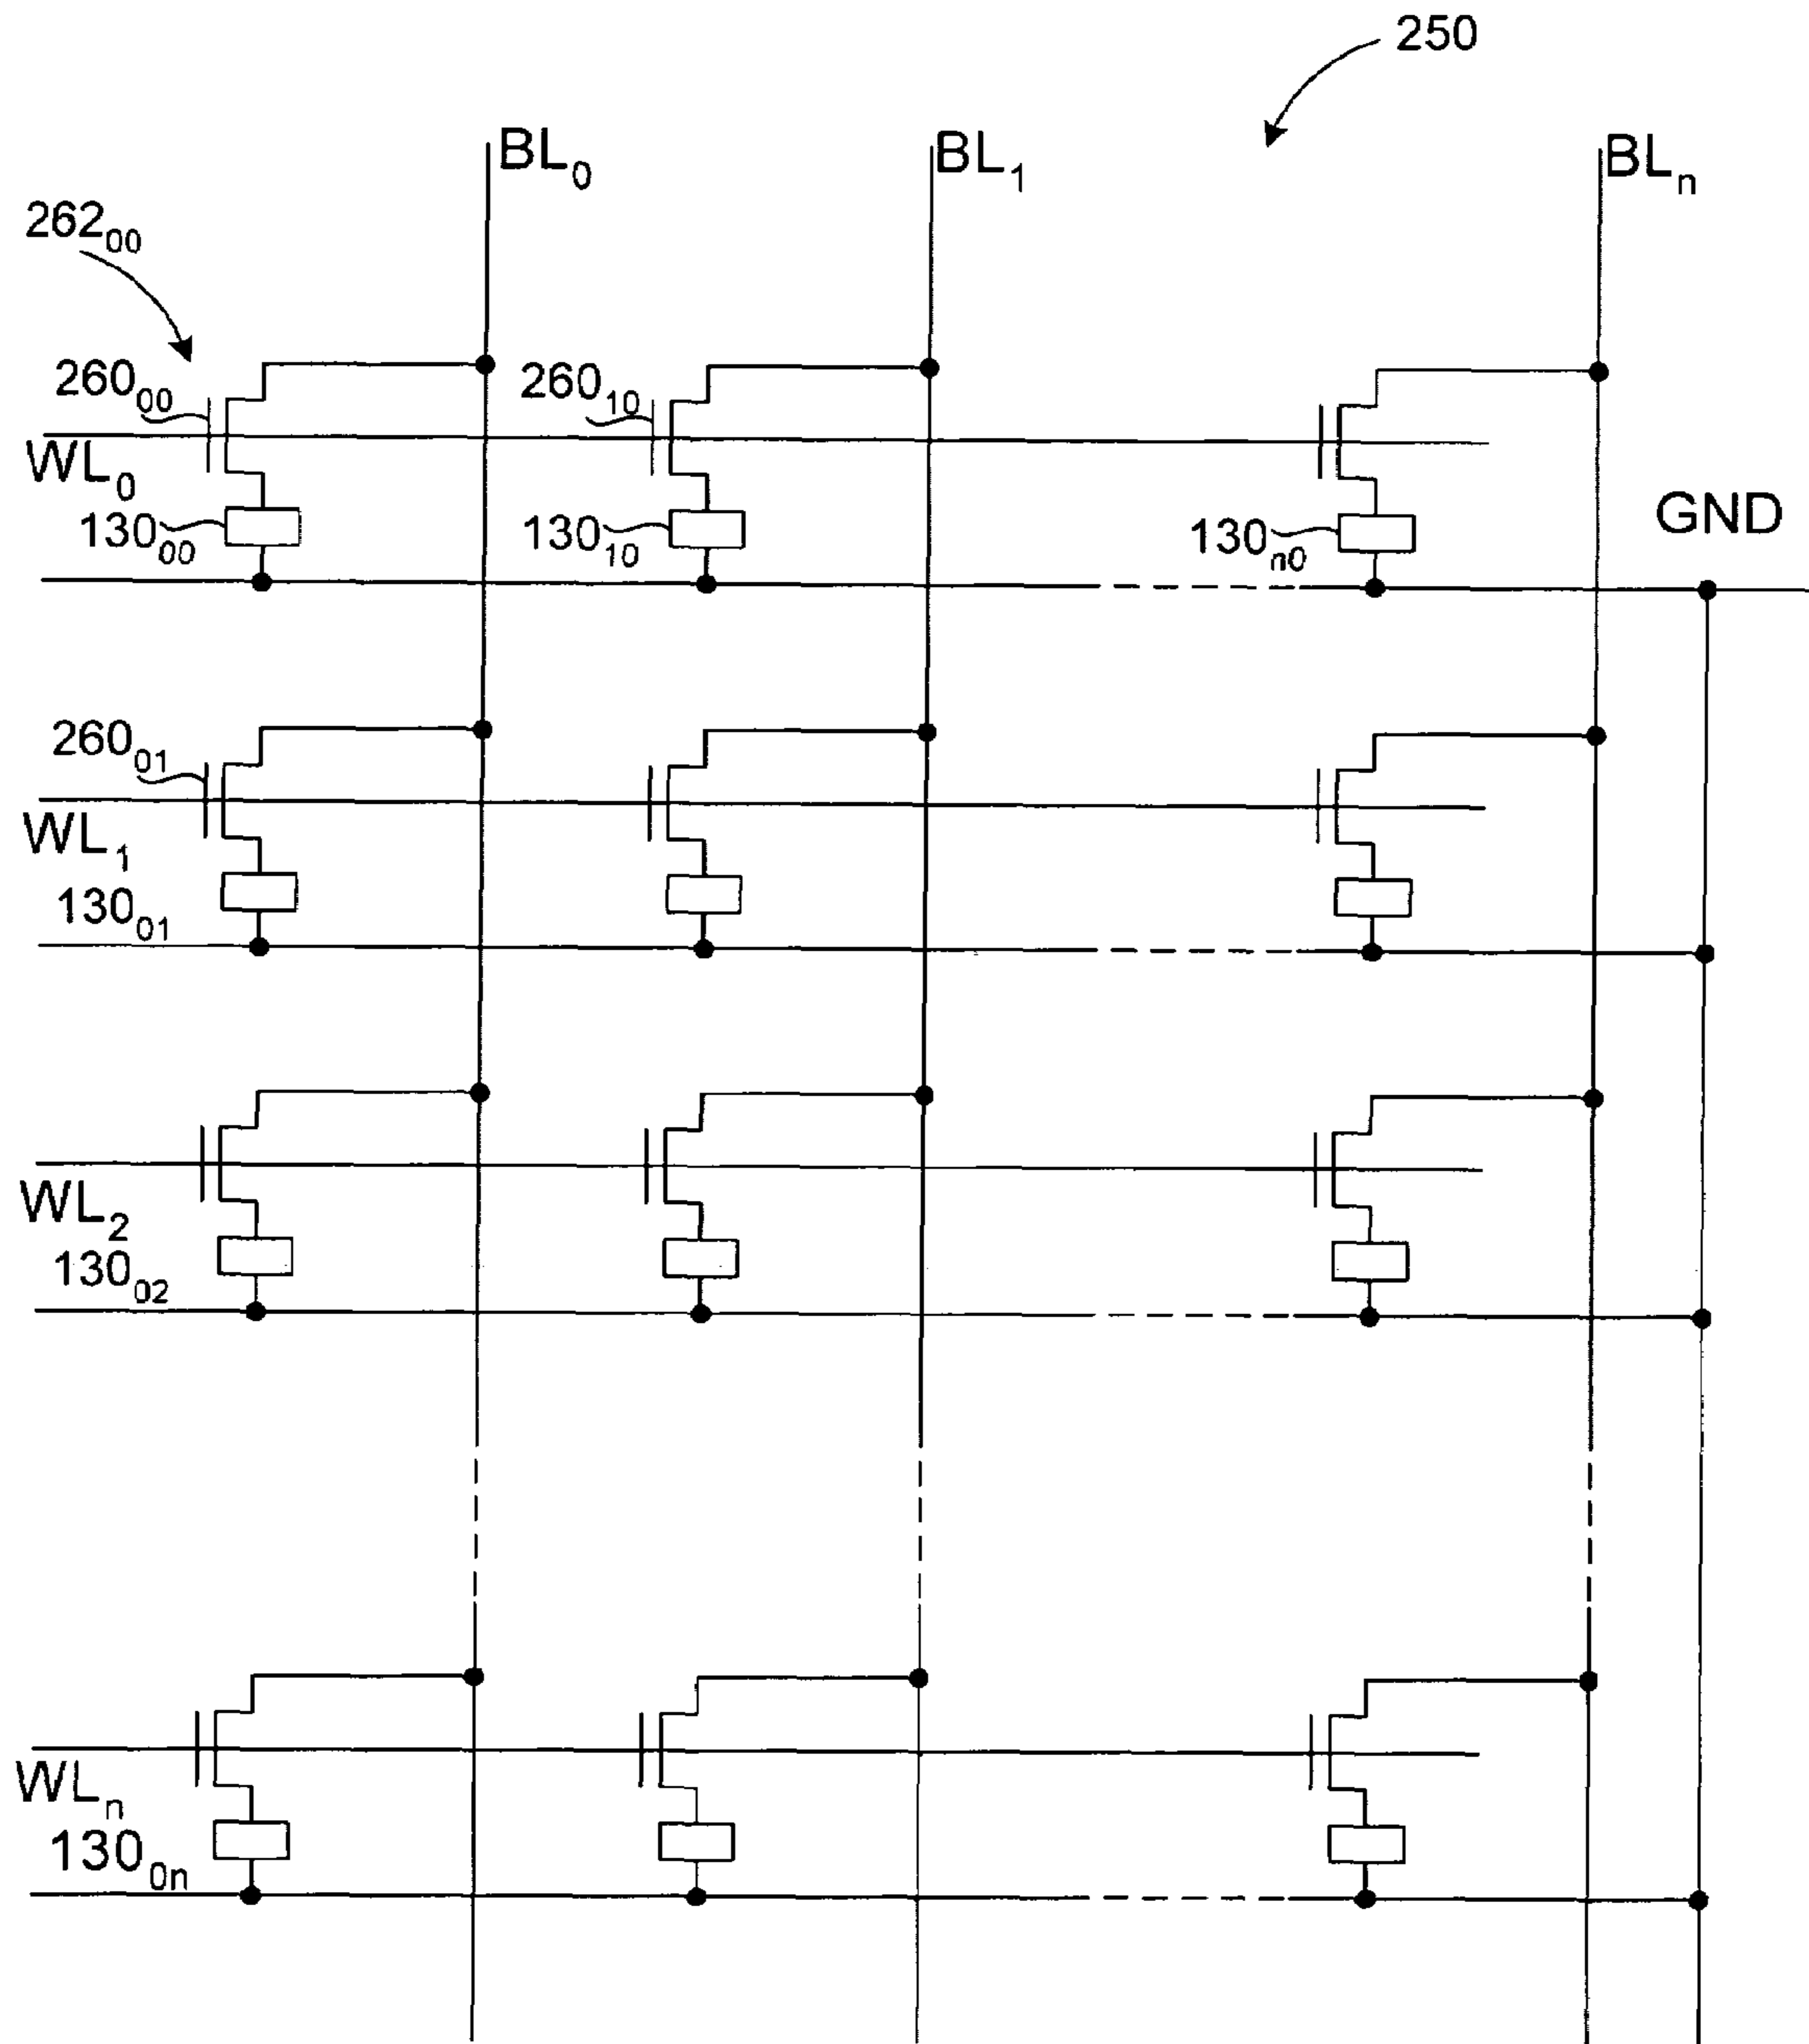 250
BL₀ BL₁ BLₙ
262₀₀
260₀₀ 260₁₀
WL₀
130₀₀ 130₁₀ 130ₙ₀ GND
260₀₁
WL₁
130₀₁
WL₂
130₀₂
WLₙ
130₀ₙ